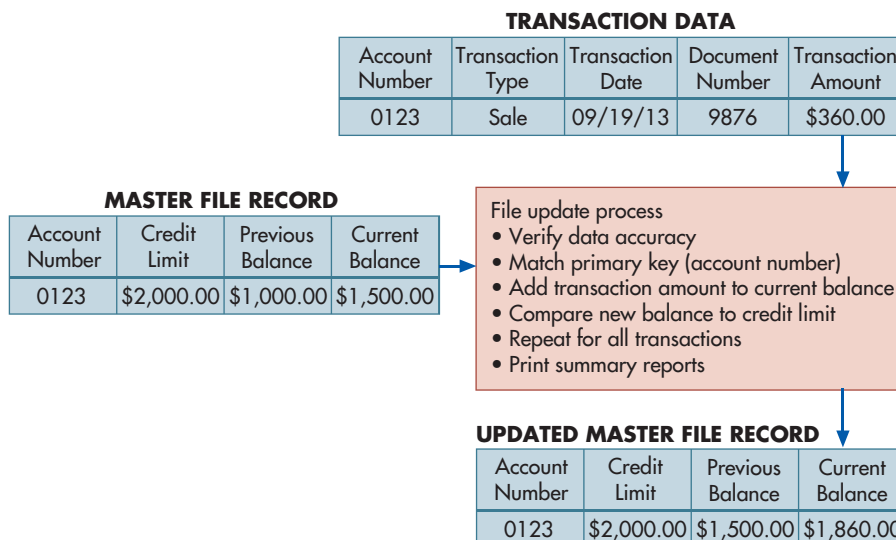 TRANSACTION DATA
Account Number Transaction Type Transaction Date Document Number Transaction Amount
0123 Sale 09/19/13 9876 $360.00
MASTER FILE RECORD
Account Number Credit Limit Previous Balance Current Balance
0123 $2,000.00 $1,000.00 $1,500.00
File update process
• Verify data accuracy
• Match primary key (account number)
• Add transaction amount to current balance
• Compare new balance to credit limit
• Repeat for all transactions
• Print summary reports
UPDATED MASTER FILE RECORD
Account Number Credit Limit Previous Balance Current Balance
0123 $2,000.00 $1,500.00 $1,860.00